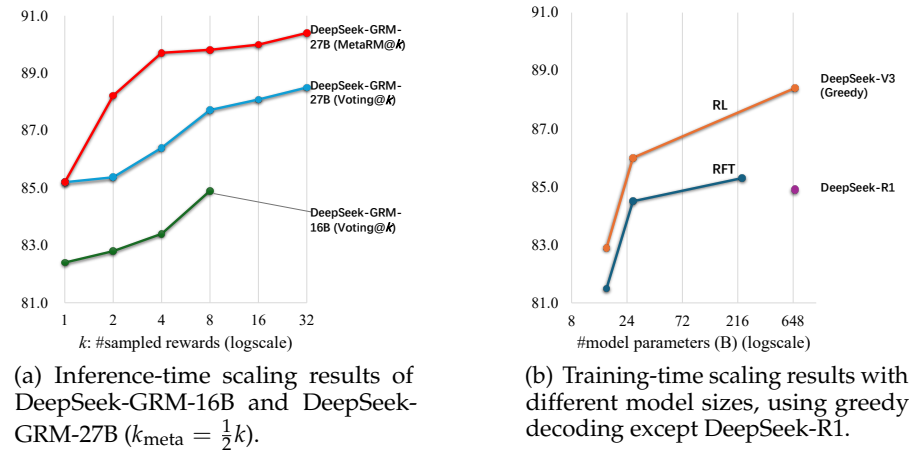 91.0
89.0
87.0
85.0
83.0
81.0
1 2 4 8 16 32
k: #sampled rewards (logscale)
DeepSeek-GRM-
27B (MetaRM@k)
DeepSeek-GRM-
27B (Voting@k)
DeepSeek-GRM-
16B (Voting@k)
(a) Inference-time scaling results of
DeepSeek-GRM-16B and DeepSeek-
GRM-27B (k_meta = ½k).
91.0
89.0
87.0
85.0
83.0
81.0
8 24 72 216 648
#model parameters (B) (logscale)
RL
RFT
DeepSeek-V3
(Greedy)
DeepSeek-R1
(b) Training-time scaling results with
different model sizes, using greedy
decoding except DeepSeek-R1.